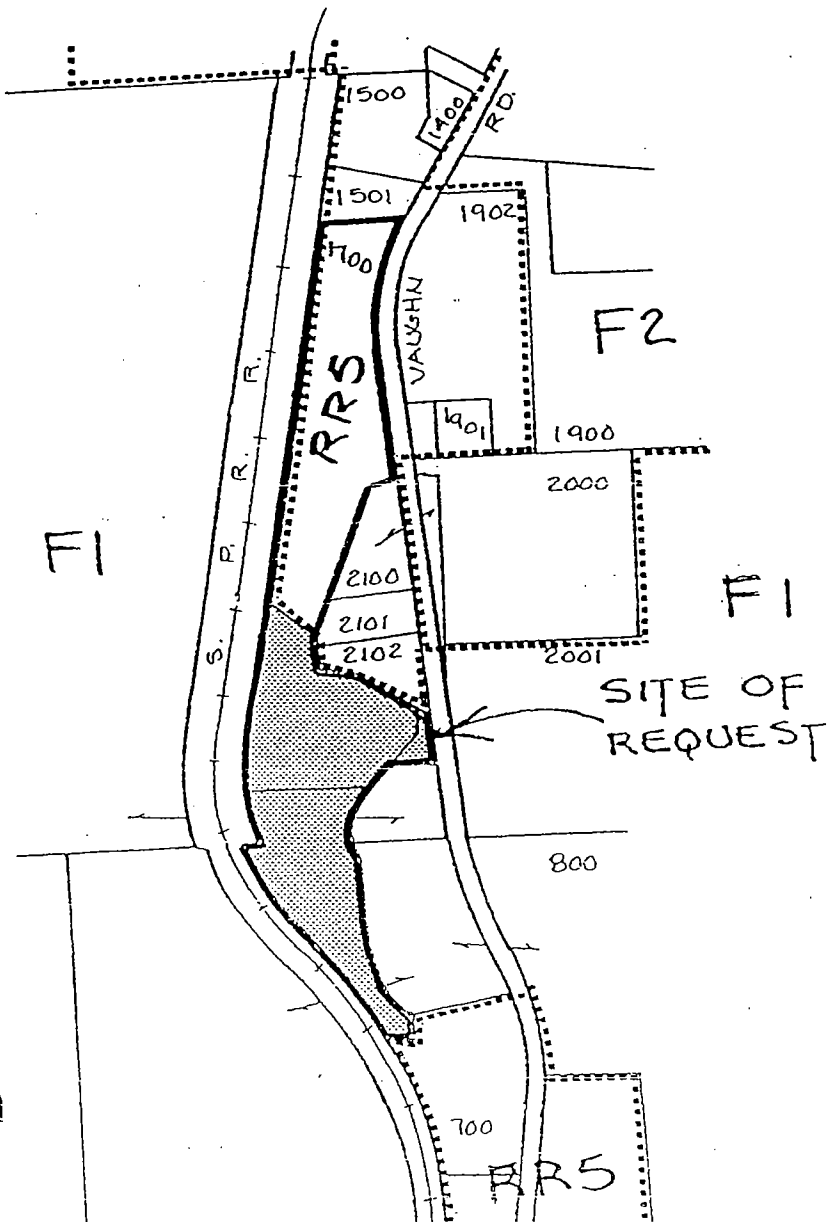 1500
1400
RD.
1501
1902
1700
VAUGHN
F2
RR5
1901
1900
2000
S. P. R. R.
F1
2100
F1
2101
2102
2001
SITE OF
REQUEST
800
700
RR5